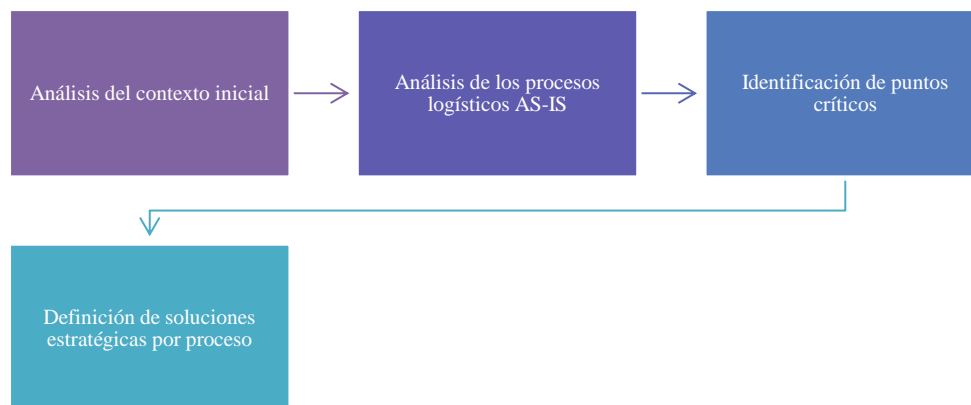 Análisis del contexto inicial
Análisis de los procesos
logísticos AS-IS
Identificación de puntos
críticos
Definición de soluciones
estratégicas por proceso